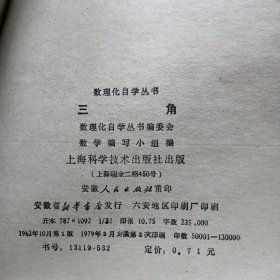 数理化自学丛书
三 角
数理化自学丛书编委会
数学编写小组编
上海科学技术出版社出版
(上海瑞金二路450号)
安徽人民出版社重印
安徽省新华书店发行 六安地区印刷厂印刷
开本 787×1092 1/32 印张 10.75 字数 235,000
1963年10月第1版 1979年2月安徽第2次印刷 印数 50001—130000
书号:13119·532 定价:0.71元